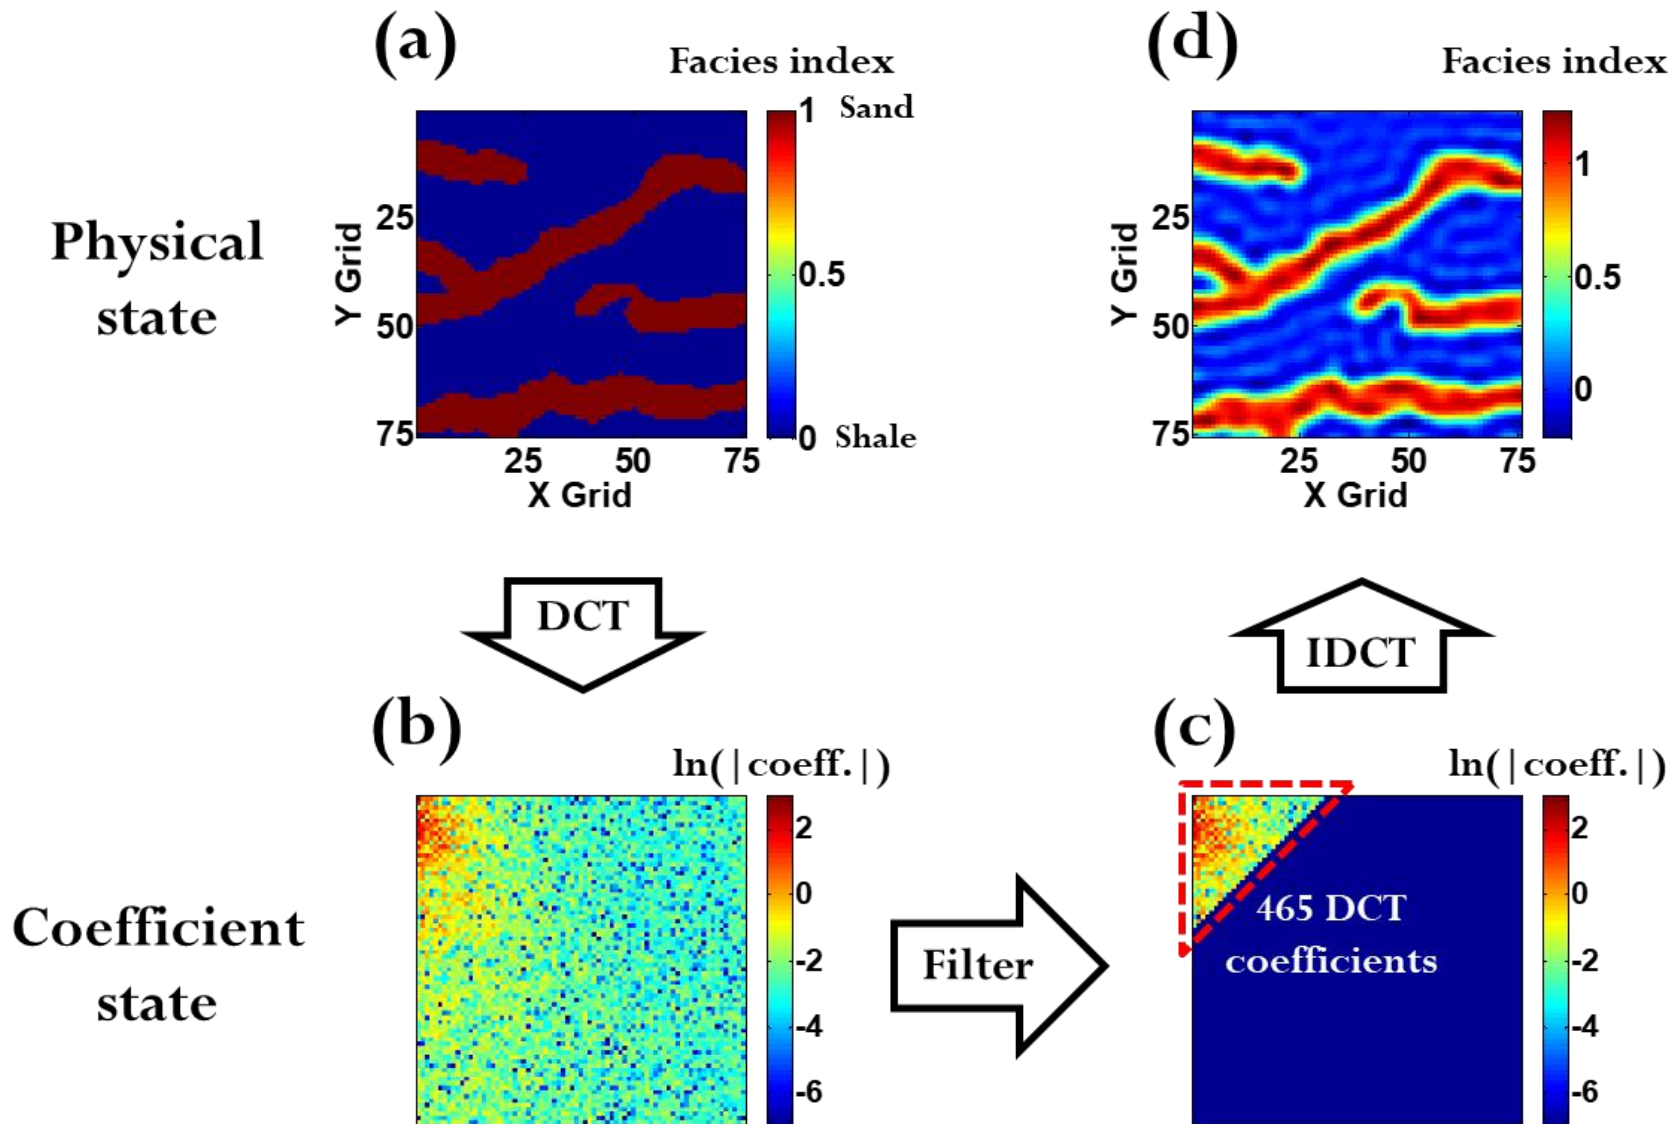 (a)
Facies index
1 Sand
25
0.5
50
75
0 Shale
25 50 75
X Grid
Y Grid
(d)
Facies index
1
25
0.5
50
0
75
25 50 75
X Grid
Y Grid
Physical
state
DCT
IDCT
(b)
ln(|coeff.|)
2
0
-2
-4
-6
Filter
(c)
ln(|coeff.|)
2
0
-2
-4
-6
465 DCT
coefficients
Coefficient
state